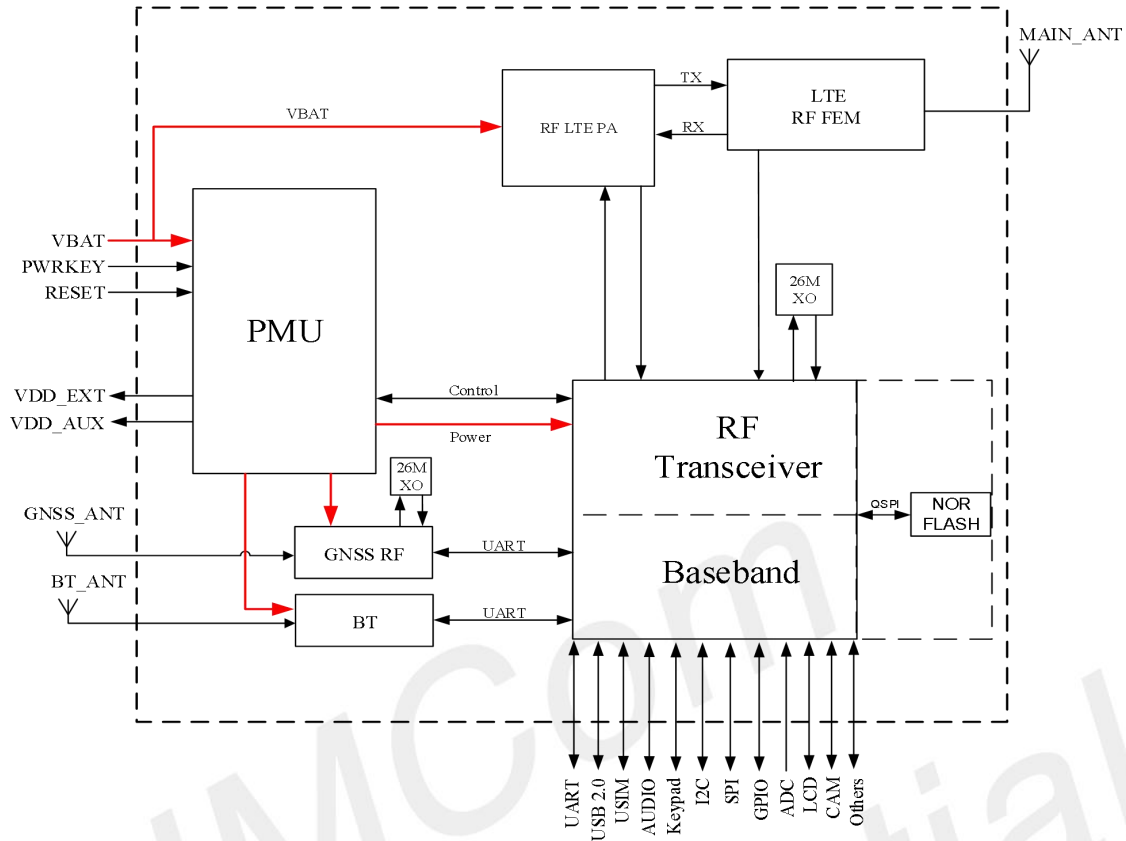 MAIN_ANT
TX
LTE
RF FEM
VBAT
RF LTE PA
RX
VBAT
PWRKEY
RESET
26M
XO
PMU
VDD_EXT
VDD_AUX
Control
Power
RF
Transceiver
26M
XO
QSPI
NOR
FLASH
GNSS_ANT
GNSS RF
UART
Baseband
BT_ANT
BT
UART
UART
USB 2.0
USIM
AUDIO
Keypad
I2C
SPI
GPIO
ADC
LCD
CAM
Others